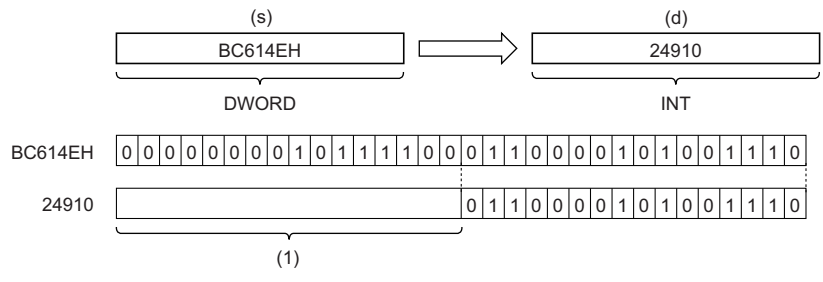 (s) (d)
BC614EH 24910
DWORD INT
BC614EH 0 0 0 0 0 0 0 0 1 0 1 1 1 1 0 0 0 1 1 0 0 0 0 1 0 1 0 0 1 1 1 0
24910 0 1 1 0 0 0 0 1 0 1 0 0 1 1 1 0
(1)